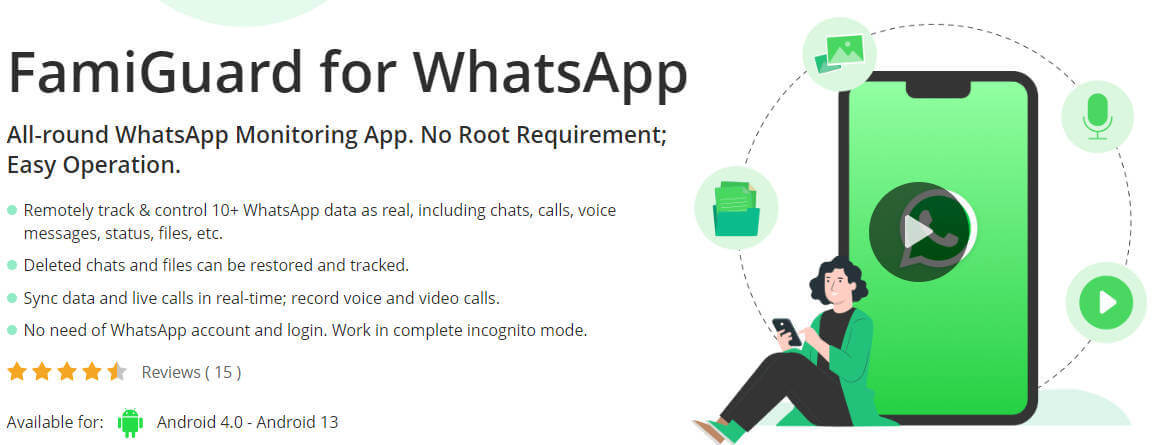 FamiGuard for WhatsApp
All-round WhatsApp Monitoring App. No Root Requirement;
Easy Operation.
Remotely track & control 10+ WhatsApp data as real, including chats, calls, voice
messages, status, files, etc.
Deleted chats and files can be restored and tracked.
Sync data and live calls in real-time; record voice and video calls.
No need of WhatsApp account and login. Work in complete incognito mode.
Reviews ( 15 )
Available for: Android 4.0 - Android 13